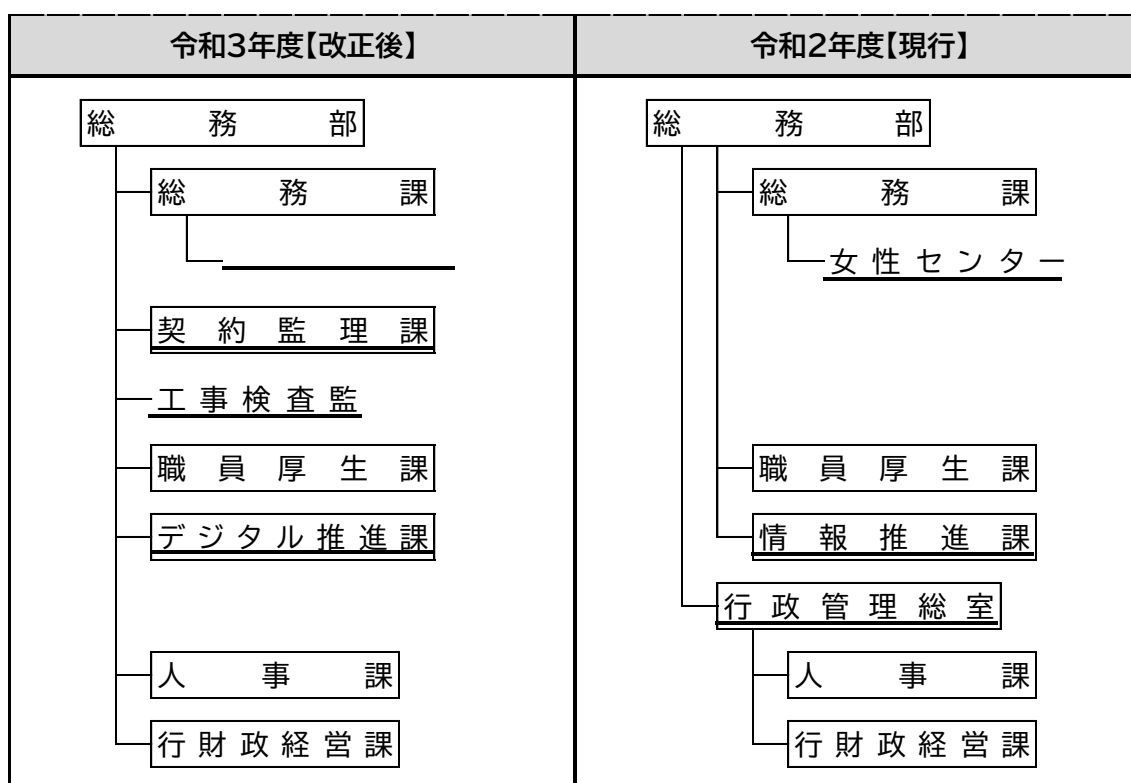 令和3年度【改正後】
令和2年度【現行】
総務部
総務課
契約監理課
工事検査監
職員厚生課
デジタル推進課
人事課
行財政経営課
総務部
総務課
女性センター
職員厚生課
情報推進課
行政管理総室
人事課
行財政経営課